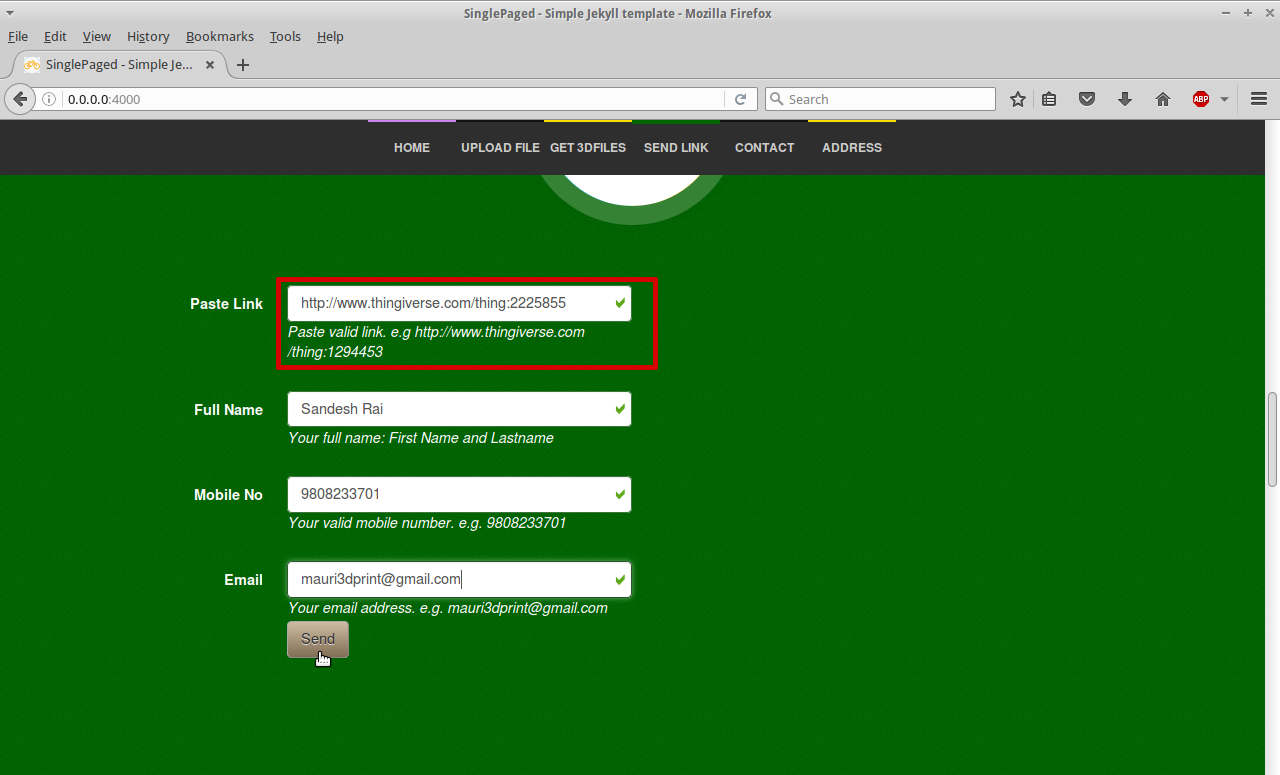 SinglePaged - Simple Jekyll template - Mozilla Firefox
File Edit View History Bookmarks Tools Help
SinglePaged - Simple Je...
0.0.0.0:4000
Search
ABP
HOME UPLOAD FILE GET 3DFILES SEND LINK CONTACT ADDRESS
Paste Link http://www.thingiverse.com/thing:2225855
Paste valid link. e.g http://www.thingiverse.com
/thing:1294453
Full Name Sandesh Rai
Your full name: First Name and Lastname
Mobile No 9808233701
Your valid mobile number. e.g. 9808233701
Email mauri3dprint@gmail.com
Your email address. e.g. mauri3dprint@gmail.com
Send